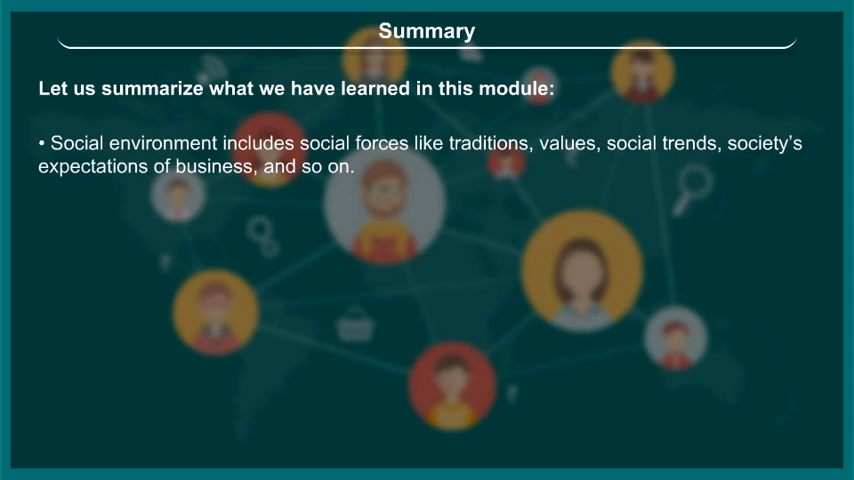 Summary
Let us summarize what we have learned in this module:
• Social environment includes social forces like traditions, values, social trends, society’s
expectations of business, and so on.